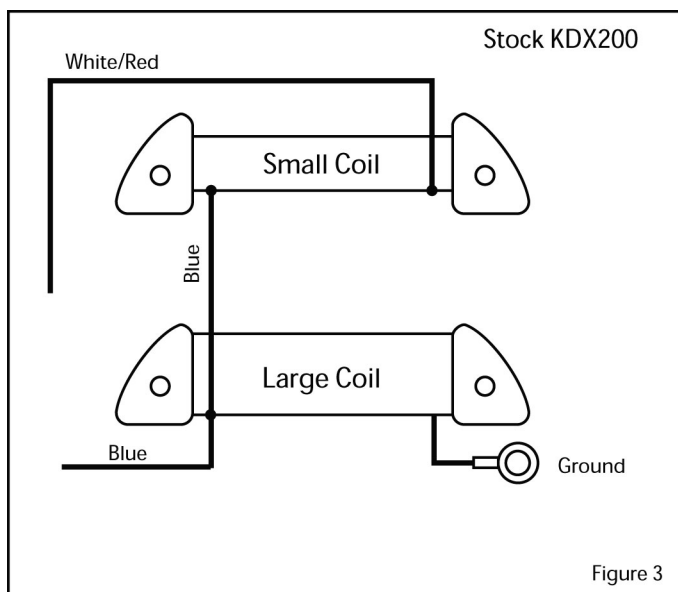 Stock KDX200
White/Red
Small Coil
Blue
Large Coil
Blue
Ground
Figure 3